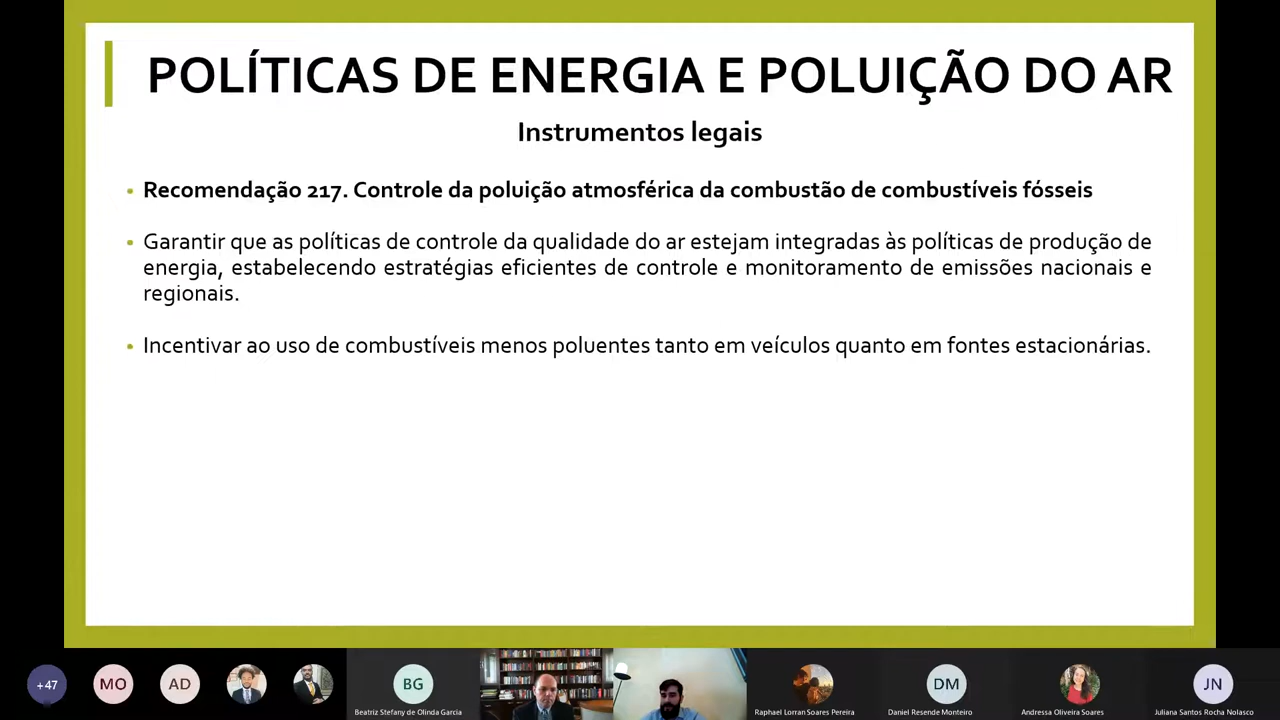 POLÍTICAS DE ENERGIA E POLUIÇÃO DO AR
Instrumentos legais
Recomendação 217. Controle da poluição atmosférica da combustão de combustíveis fósseis
Garantir que as políticas de controle da qualidade do ar estejam integradas às políticas de produção de
energia, estabelecendo estratégias eficientes de controle e monitoramento de emissões nacionais e
regionais.
Incentivar ao uso de combustíveis menos poluentes tanto em veículos quanto em fontes estacionárias.
+47
MO
AD
BG
Beatriz Stefany de Olinda Garcia
Raphael Lorran Soares Pereira
DM
Daniel Resende Monteiro
Andressa Oliveira Soares
JN
Juliana Santos Rocha Nolasco